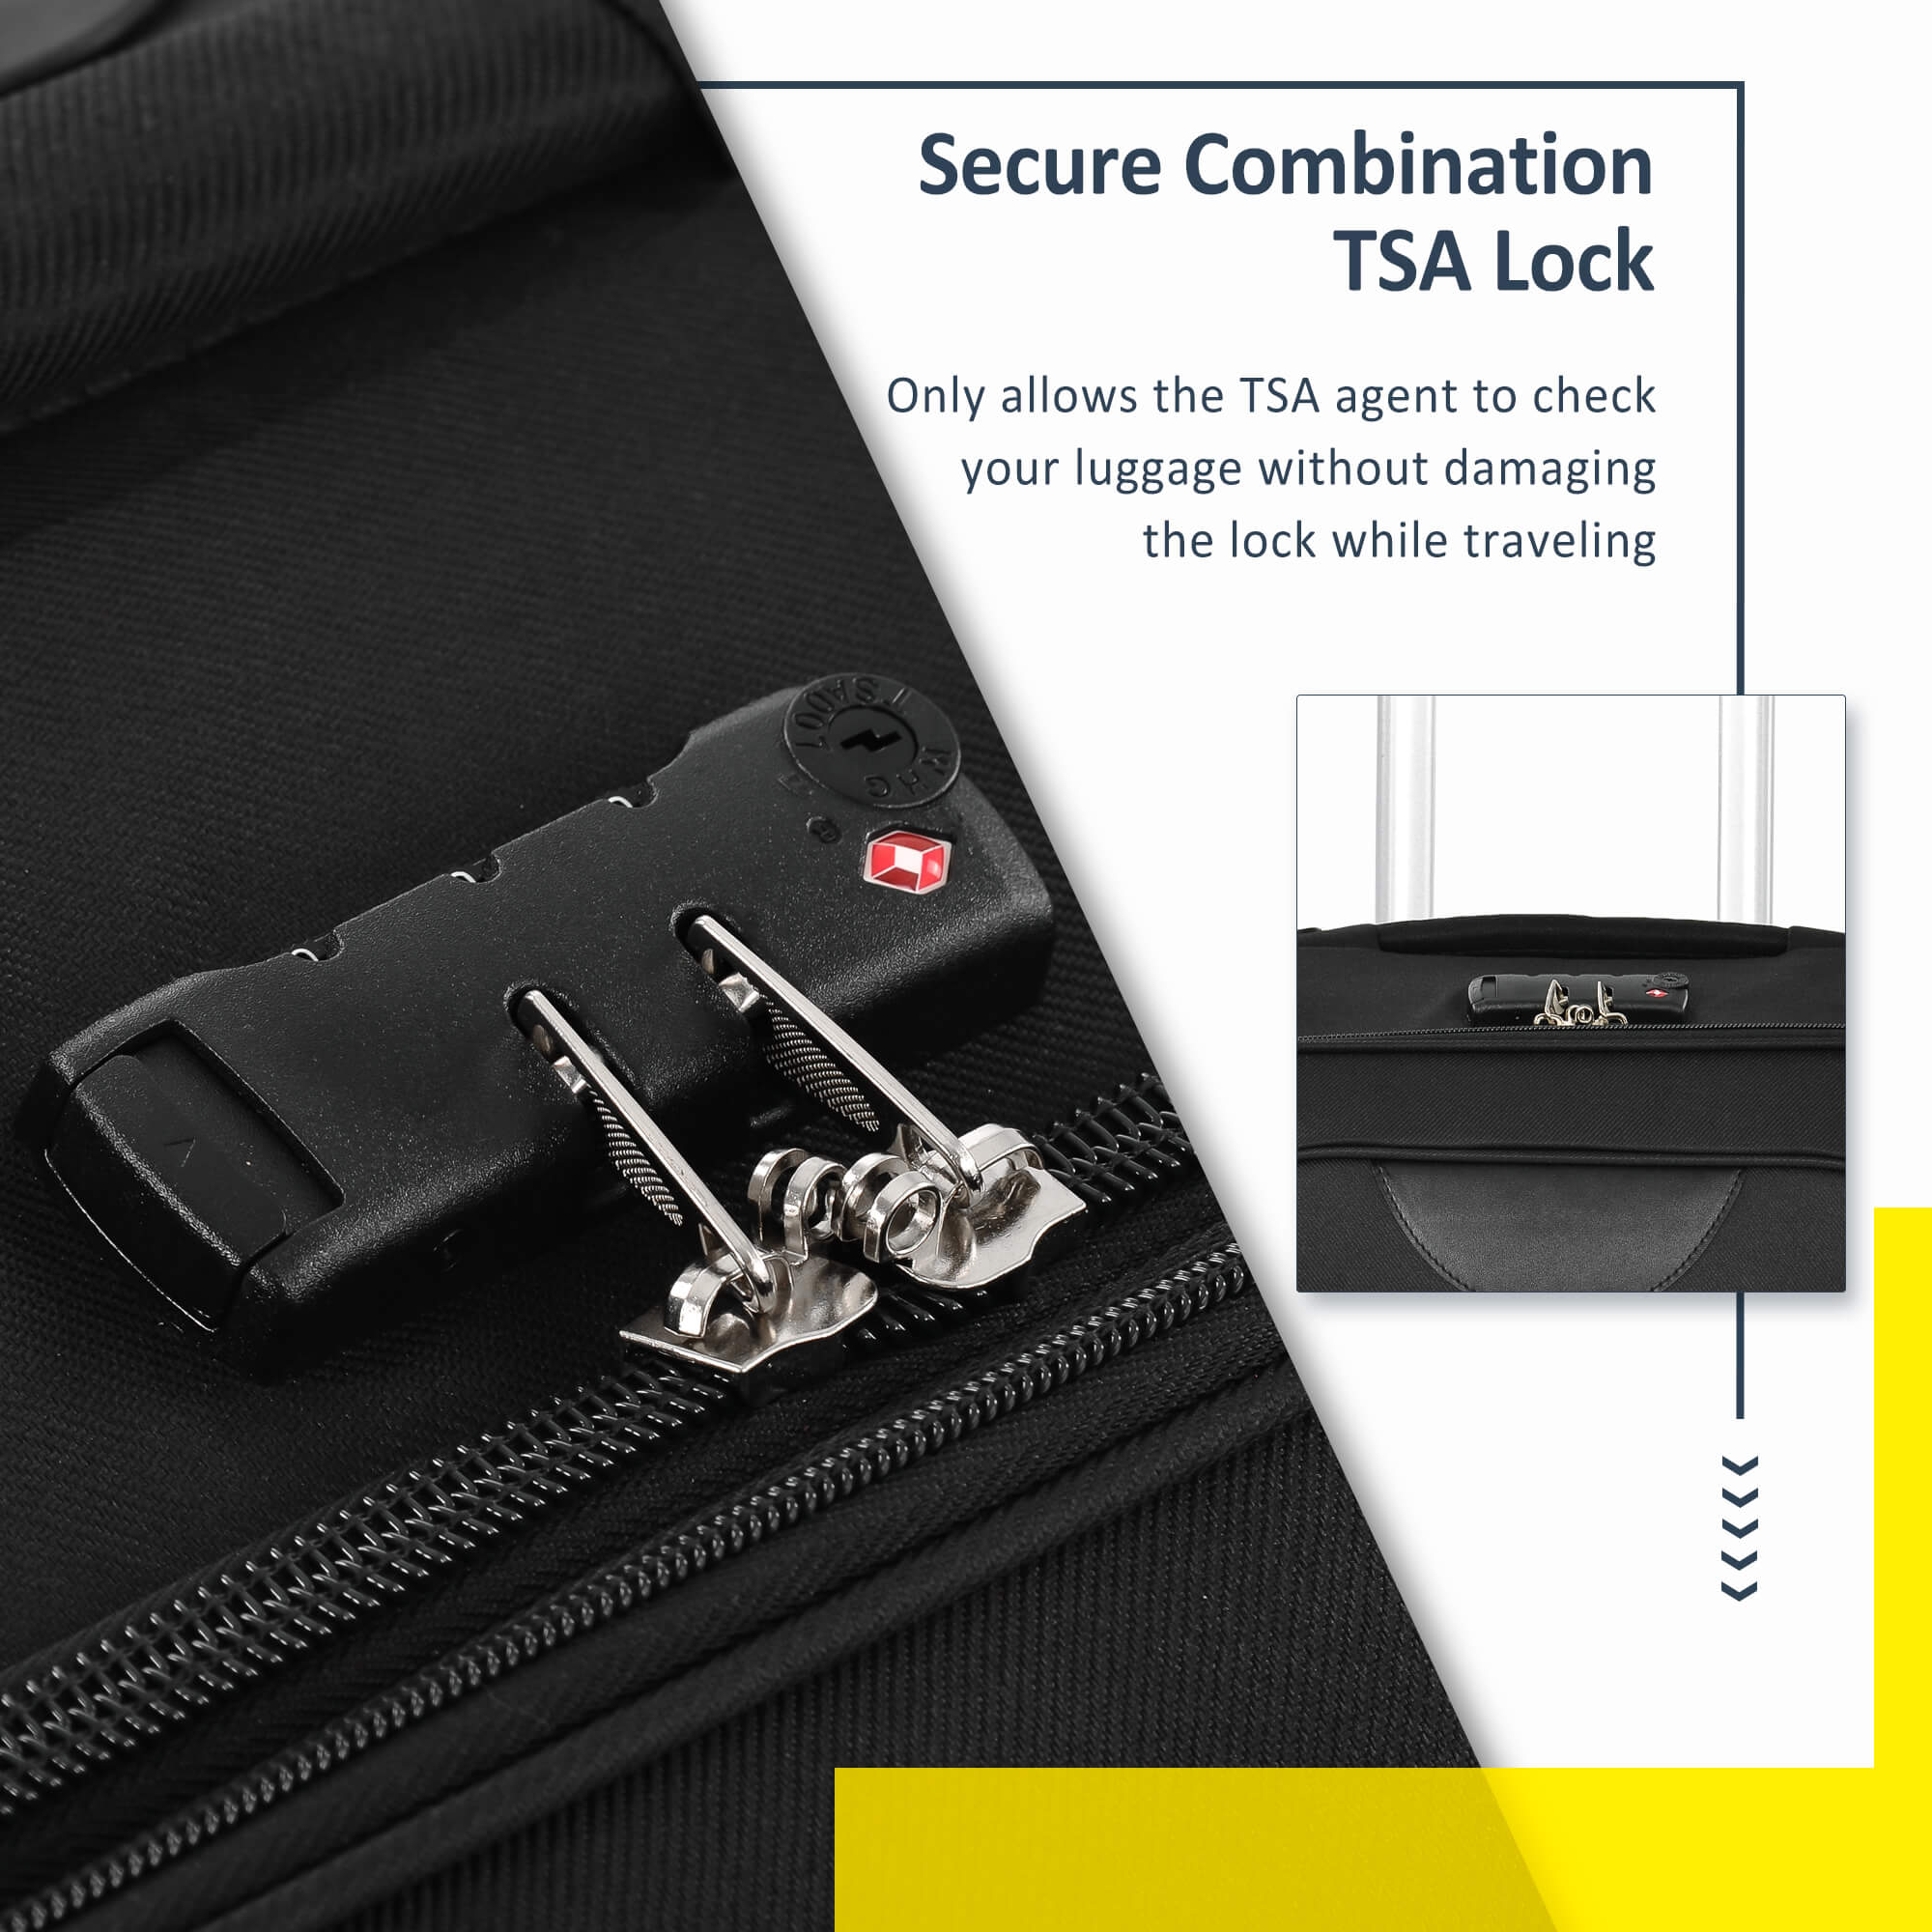 Secure Combination
TSA Lock
Only allows the TSA agent to check
your luggage without damaging
the lock while traveling
TSA007